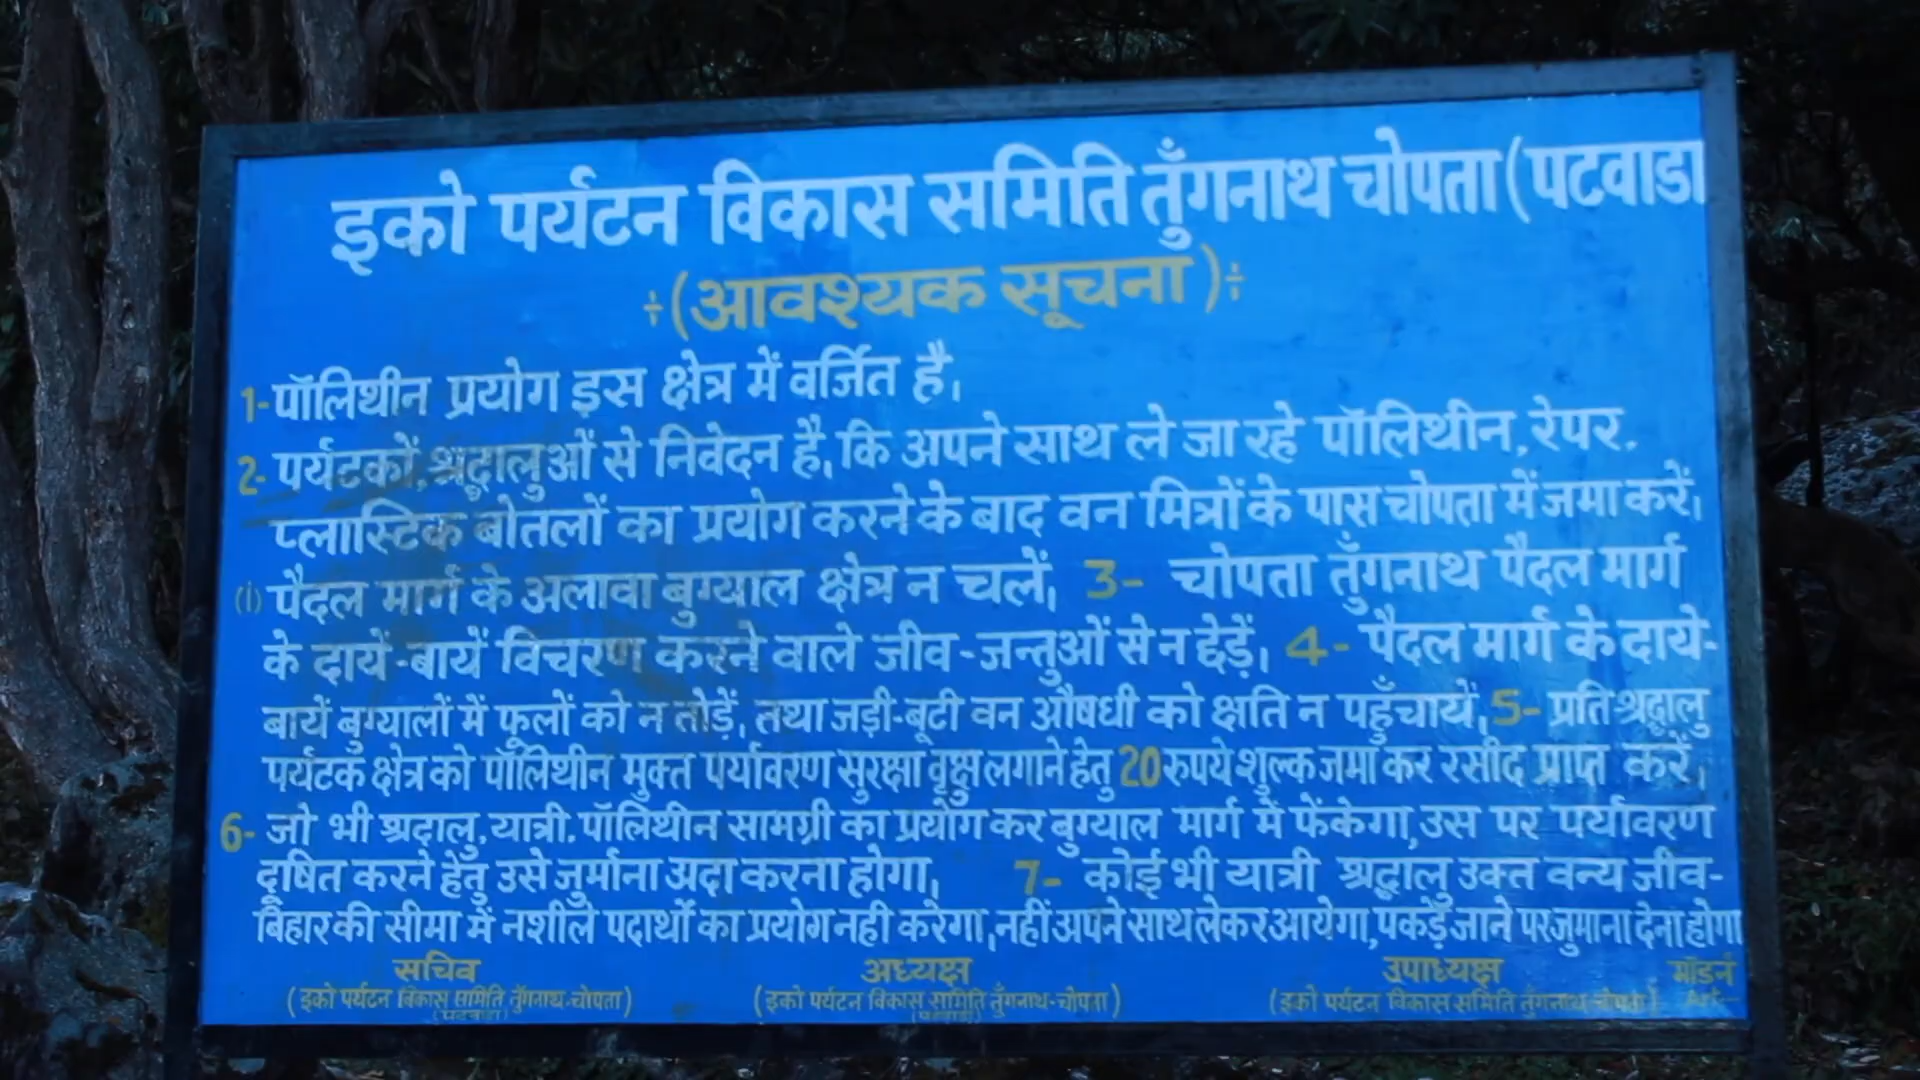 इको पर्यटन विकास समिति तुँगनाथ चोपता (पटवाडा
÷(आवश्यक सूचना)÷
1- पॉलिथीन प्रयोग इस क्षेत्र में वर्जित है।
2- पर्यटकों, श्रद्वालुओं से निवेदन है, कि अपने साथ ले जा रहे पॉलिथीन, रेपर,
प्लास्टिक बोतलों का प्रयोग करने के बाद वन मित्रों के पास चोपता में जमा करें।
(i) पैदल मार्ग के अलावा बुग्याल क्षेत्र न चलें, 3- चोपता तुँगनाथ पैदल मार्ग
के दायें-बायें विचरण करने वाले जीव-जन्तुओं से न छेड़ें। 4- पैदल मार्ग के दाये-
बायें बुग्यालों में फूलों को न तोड़ें, तथा जड़ी-बूटी वन औषधी को क्षति न पहुँचायें, 5- प्रति श्रद्वालु
पर्यटक क्षेत्र को पॉलिथीन मुक्त पर्यावरण सुरक्षा वृक्ष लगाने हेतु 20 रुपये शुल्क जमा कर रसीद प्राप्त करें,
6- जो भी श्रदालु, यात्री, पॉलिथीन सामग्री का प्रयोग कर बुग्याल मार्ग में फेंकेगा, उस पर पर्यावरण
दूषित करने हेतु उसे जुर्माना अदा करना होगा, 7- कोई भी यात्री श्रद्वालु उक्त वन्य जीव-
बिहार की सीमा में नशीले पदार्थों का प्रयोग नही करेगा, नहीं अपने साथ लेकर आयेगा, पकड़े जाने पर जुमाना देना होगा
सचिव अध्यक्ष उपाध्यक्ष मॉडर्न
(इको पर्यटन विकास समिति तुँगनाथ-चोपता) (इको पर्यटन विकास समिति तुँगनाथ-चोपता) (इको पर्यटन विकास समिति तुँगनाथ-चोपता)